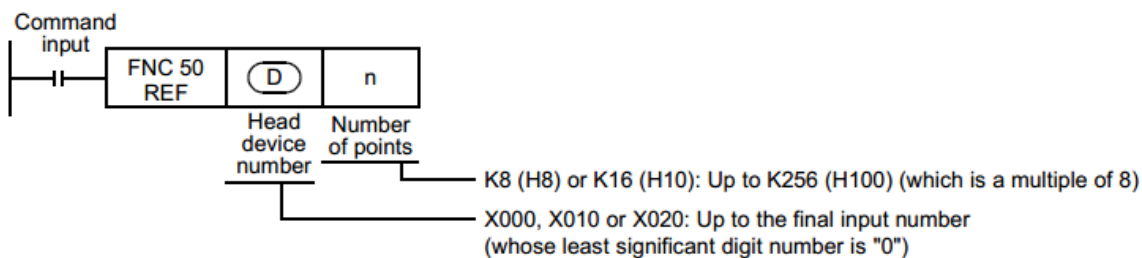 Command
input
FNC 50
REF
D
n
Head
device
number
Number
of points
K8 (H8) or K16 (H10): Up to K256 (H100) (which is a multiple of 8)
X000, X010 or X020: Up to the final input number
(whose least significant digit number is "0")